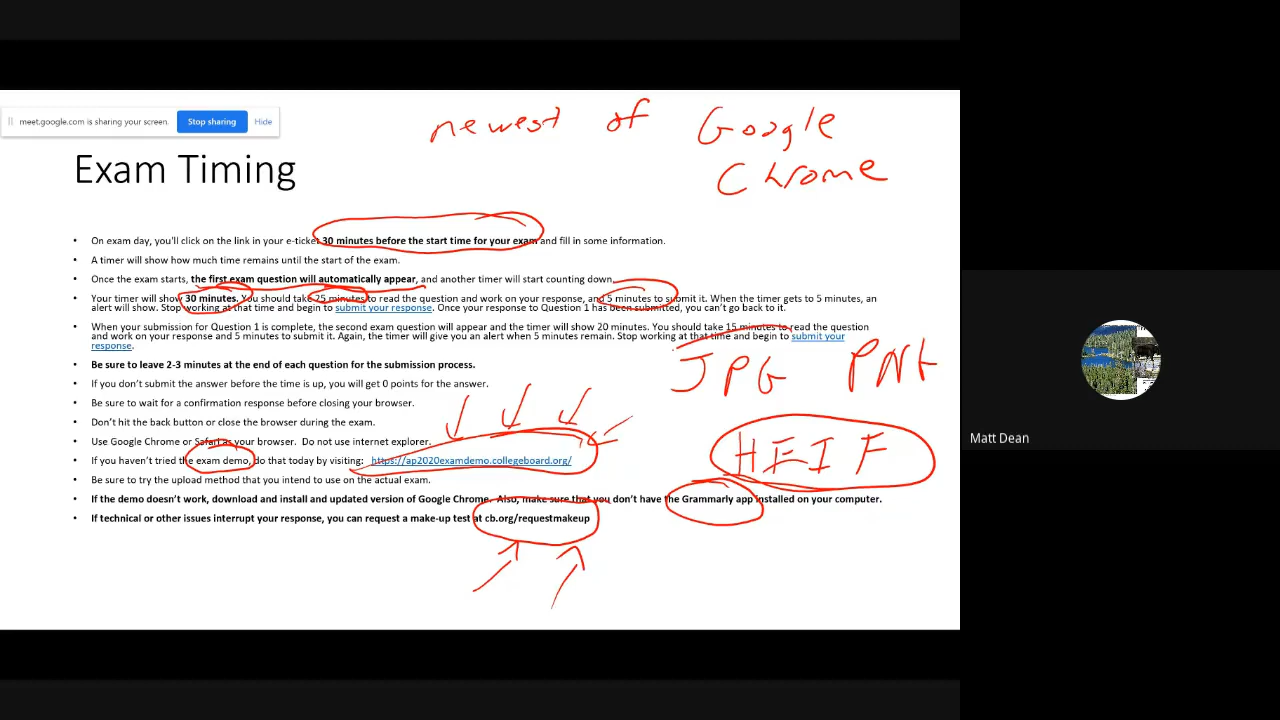 newest of Google
Chrome
meet.google.com is sharing your screen.
Stop sharing
Hide
Exam Timing
• On exam day, you'll click on the link in your e-ticket 30 minutes before the start time for your exam and fill in some information.
• A timer will show how much time remains until the start of the exam.
• Once the exam starts, the first exam question will automatically appear, and another timer will start counting down.
• Your timer will show 30 minutes. You should take 25 minutes to read the question and work on your response, and 5 minutes to submit it. When the timer gets to 5 minutes, an
alert will show. Stop working at that time and begin to submit your response. Once your response to Question 1 has been submitted, you can't go back to it.
• When your submission for Question 1 is complete, the second exam question will appear and the timer will show 20 minutes. You should take 15 minutes to read the question
and work on your response and 5 minutes to submit it. Again, the timer will give you an alert when 5 minutes remain. Stop working at that time and begin to submit your
response.
• Be sure to leave 2-3 minutes at the end of each question for the submission process.
JPG PNG
• If you don't submit the answer before the time is up, you will get 0 points for the answer.
• Be sure to wait for a confirmation response before closing your browser.
• Don't hit the back button or close the browser during the exam.
• Use Google Chrome or Safari as your browser. Do not use internet explorer.
HEIF
Matt Dean
• If you haven't tried the exam demo, do that today by visiting: https://ap2020examdemo.collegeboard.org/
• Be sure to try the upload method that you intend to use on the actual exam.
• If the demo doesn't work, download and install and updated version of Google Chrome. Also, make sure that you don't have the Grammarly app installed on your computer.
• If technical or other issues interrupt your response, you can request a make-up test at cb.org/requestmakeup